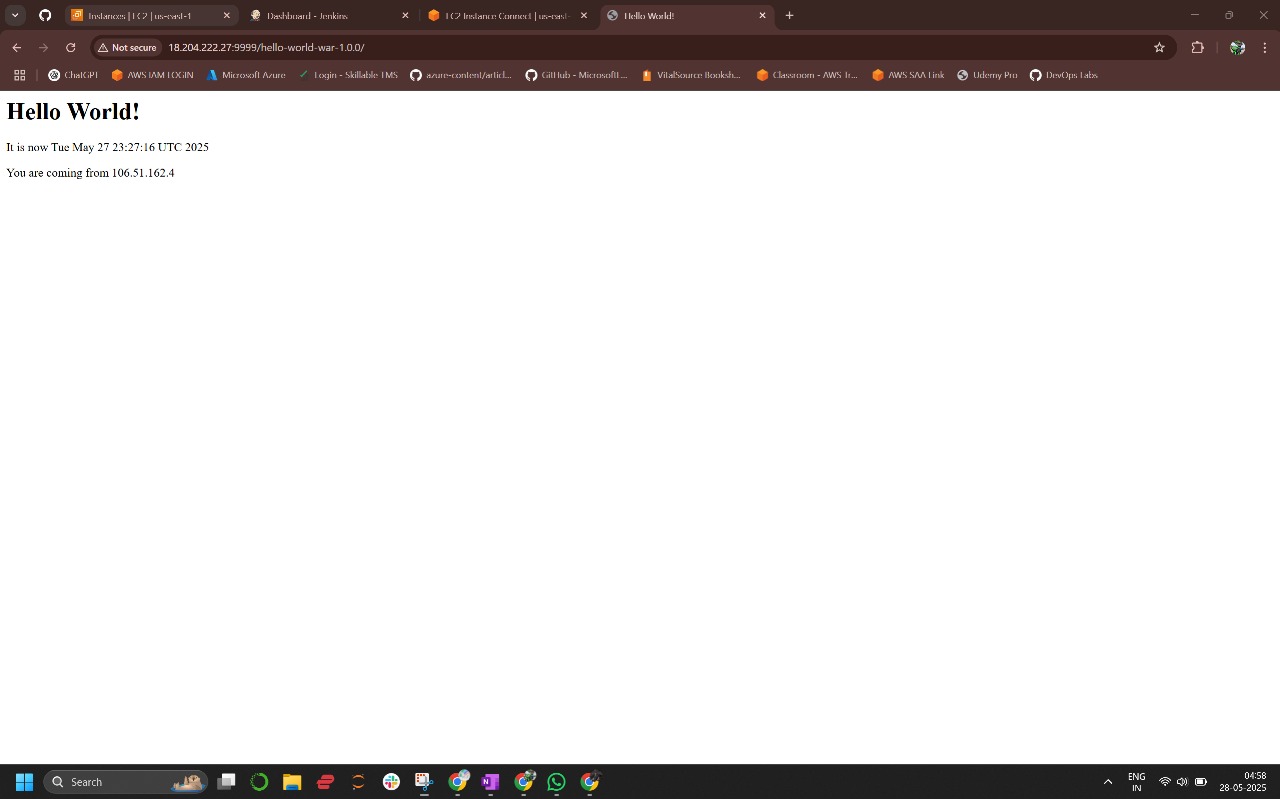 Instances | EC2 | us-east-1
Dashboard - Jenkins
EC2 Instance Connect | us-east-
Hello World!
Not secure
18.204.222.27:9999/hello-world-war-1.0.0/
ChatGPT
AWS IAM LOGIN
Microsoft Azure
Login - Skillable TMS
azure-content/articl...
GitHub - Microsoft...
VitalSource Booksh...
Classroom - AWS Tr...
AWS SAA Link
Udemy Pro
DevOps Labs
Hello World!
It is now Tue May 27 23:27:16 UTC 2025
You are coming from 106.51.162.4
Search
ENG
IN
04:58
28-05-2025